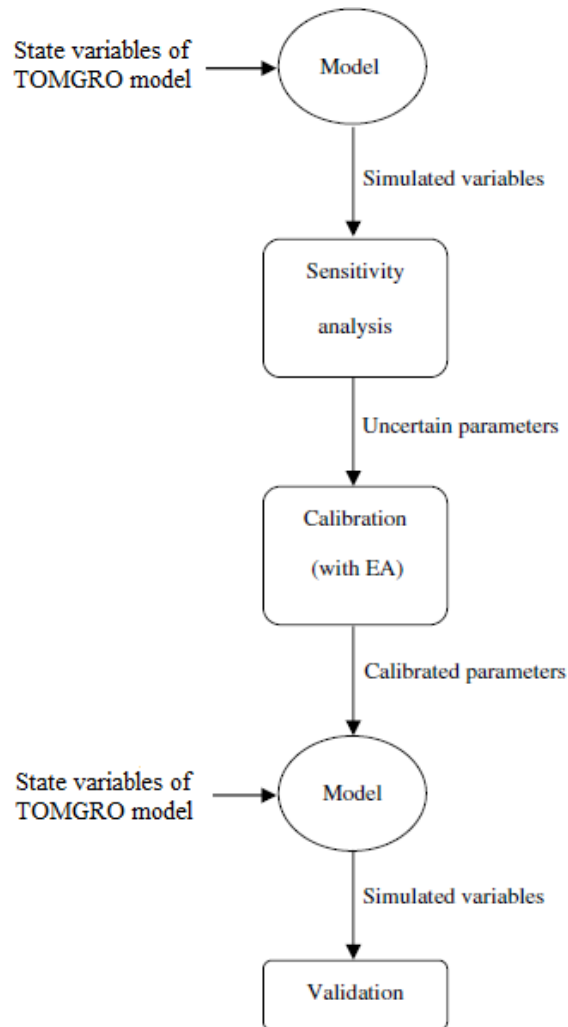 State variables of
TOMGRO model
Model
Simulated variables
Sensitivity
analysis
Uncertain parameters
Calibration
(with EA)
Calibrated parameters
State variables of
TOMGRO model
Model
Simulated variables
Validation